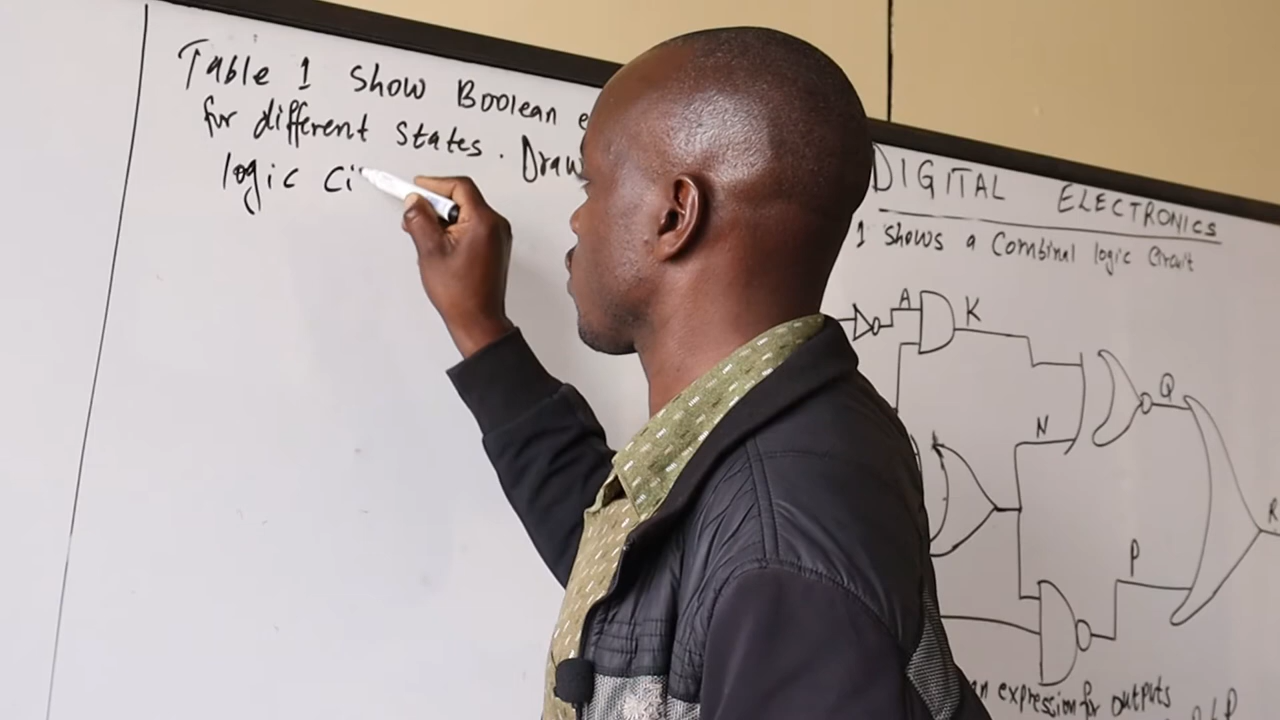 Table 1 Show Boolean e
for different states. Draw
logic Ci
DIGITAL ELECTRONICS
1 shows a Combinal logic Circuit
A K
Q
N
R
P
an expression for outputs